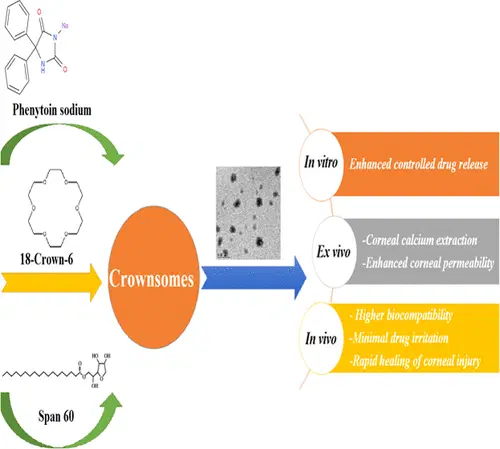 Phenytoin sodium
18-Crown-6
Span 60
Crownsomes
In vitro
Enhanced controlled drug release
Ex vivo
-Corneal calcium extraction
-Enhanced corneal permeability
In vivo
- Higher biocompatibility
-Minimal drug irritation
-Rapid healing of corneal injury